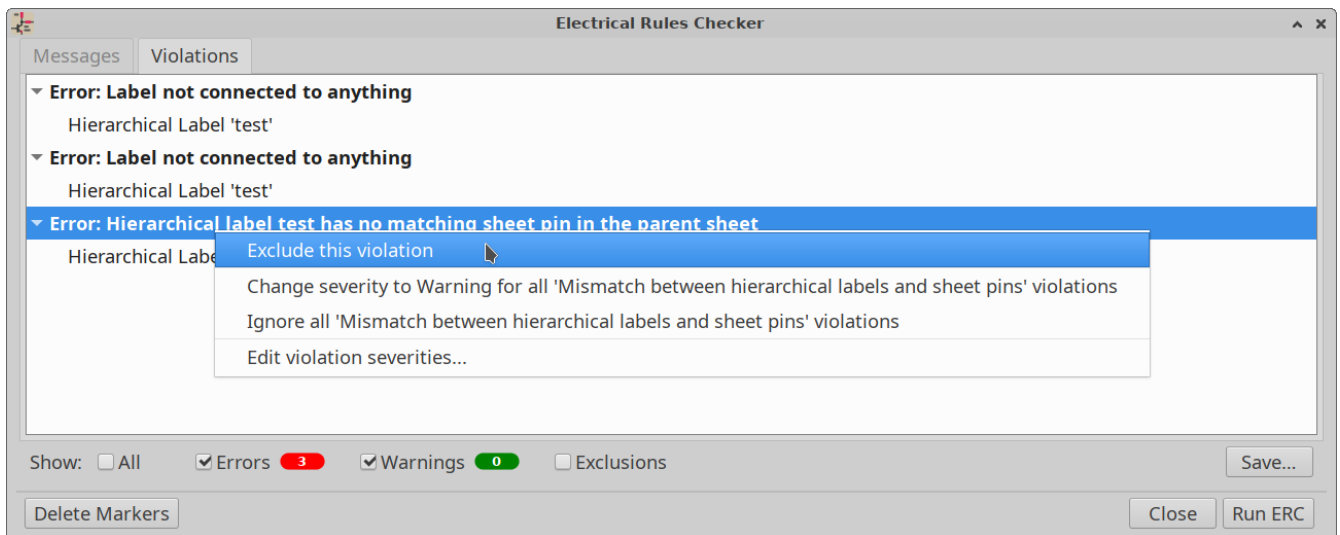 Electrical Rules Checker
Messages Violations
Error: Label not connected to anything
Hierarchical Label 'test'
Error: Label not connected to anything
Hierarchical Label 'test'
Error: Hierarchical label test has no matching sheet pin in the parent sheet
Hierarchical Labe
Exclude this violation
Change severity to Warning for all 'Mismatch between hierarchical labels and sheet pins' violations
Ignore all 'Mismatch between hierarchical labels and sheet pins' violations
Edit violation severities...
Show: All Errors 3 Warnings 0 Exclusions Save...
Delete Markers Close Run ERC